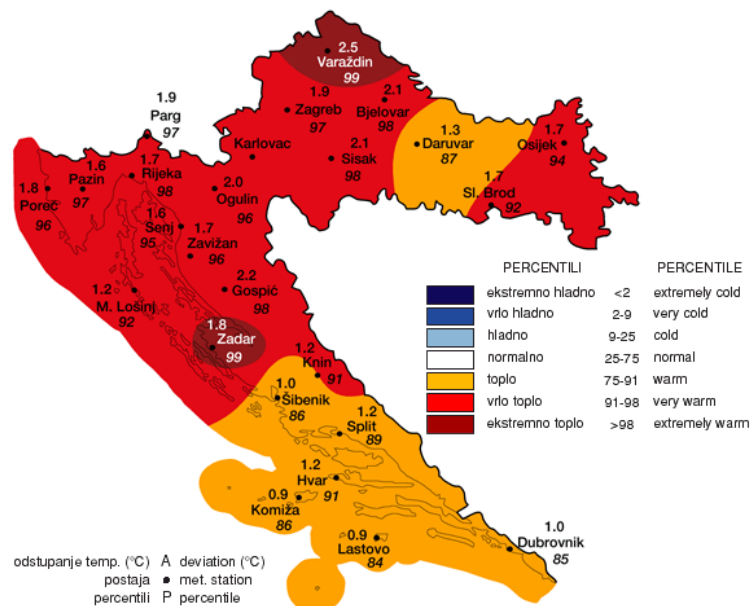 2.5
Varaždin
99
1.9
Zagreb
97
2.1
Bjelovar
98
1.9
Parg
97
Karlovac
2.1
Sisak
98
1.3
Daruvar
87
1.7
Osijek
94
1.7
Sl. Brod
92
1.8
Poreč
96
1.6
Pazin
97
1.7
Rijeka
98
2.0
Ogulin
96
1.6
Senj
95
1.7
Zavižan
96
2.2
Gospić
98
1.2
M. Lošinj
92
1.8
Zadar
99
1.2
Knin
91
1.0
Šibenik
86
1.2
Split
89
1.2
Hvar
91
0.9
Komiža
86
0.9
Lastovo
84
1.0
Dubrovnik
85
PERCENTILI PERCENTILE
ekstremno hladno <2 extremely cold
vrlo hladno 2-9 very cold
hladno 9-25 cold
normalno 25-75 normal
toplo 75-91 warm
vrlo toplo 91-98 very warm
ekstremno toplo >98 extremely warm
odstupanje temp. (°C) A deviation (°C)
postaja ● met. station
percentili P percentile